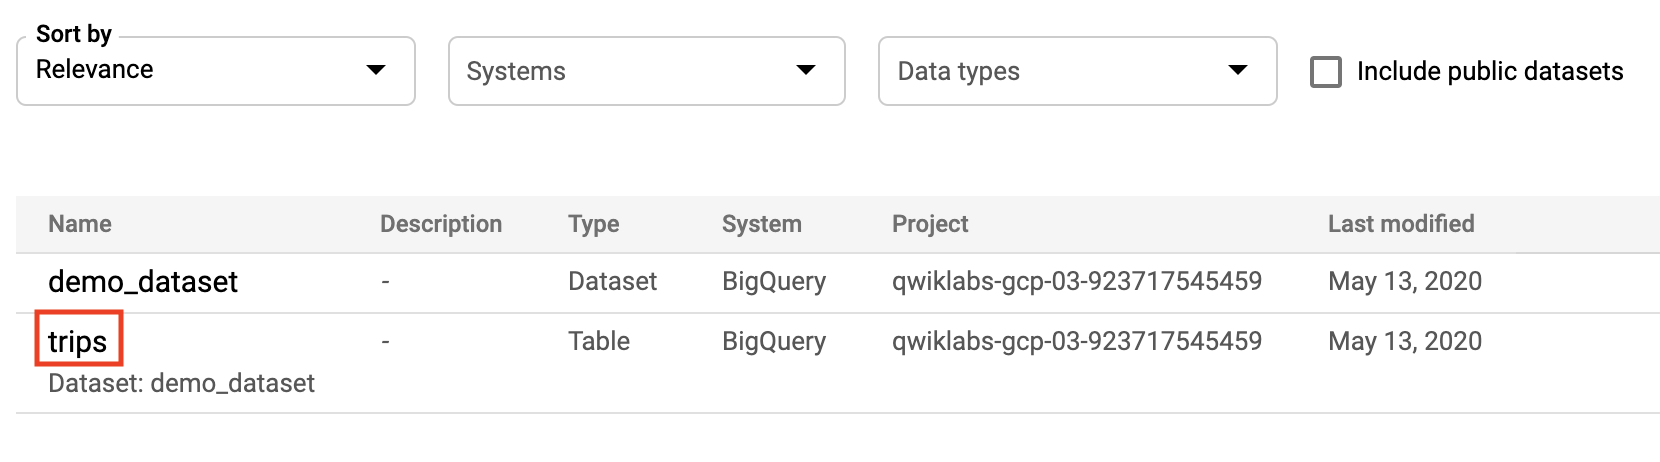 Sort by
Relevance
Systems
Data types
Include public datasets
Name Description Type System Project Last modified
demo_dataset - Dataset BigQuery qwiklabs-gcp-03-923717545459 May 13, 2020
trips - Table BigQuery qwiklabs-gcp-03-923717545459 May 13, 2020
Dataset: demo_dataset